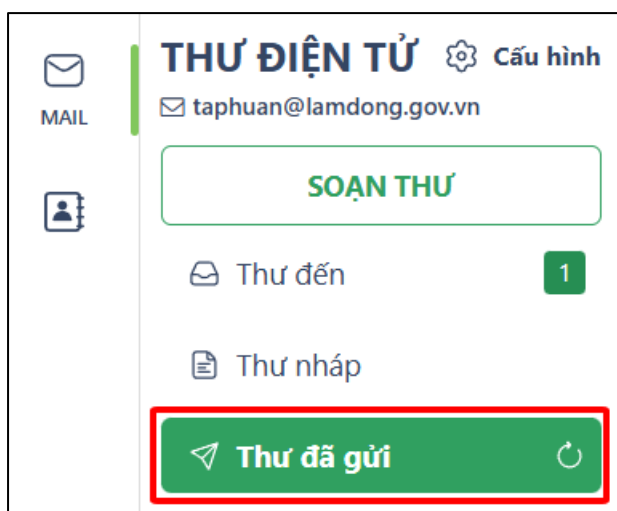 THƯ ĐIỆN TỬ Cấu hình
MAIL
taphuan@lamdong.gov.vn
SOẠN THƯ
Thư đến 1
Thư nháp
Thư đã gửi